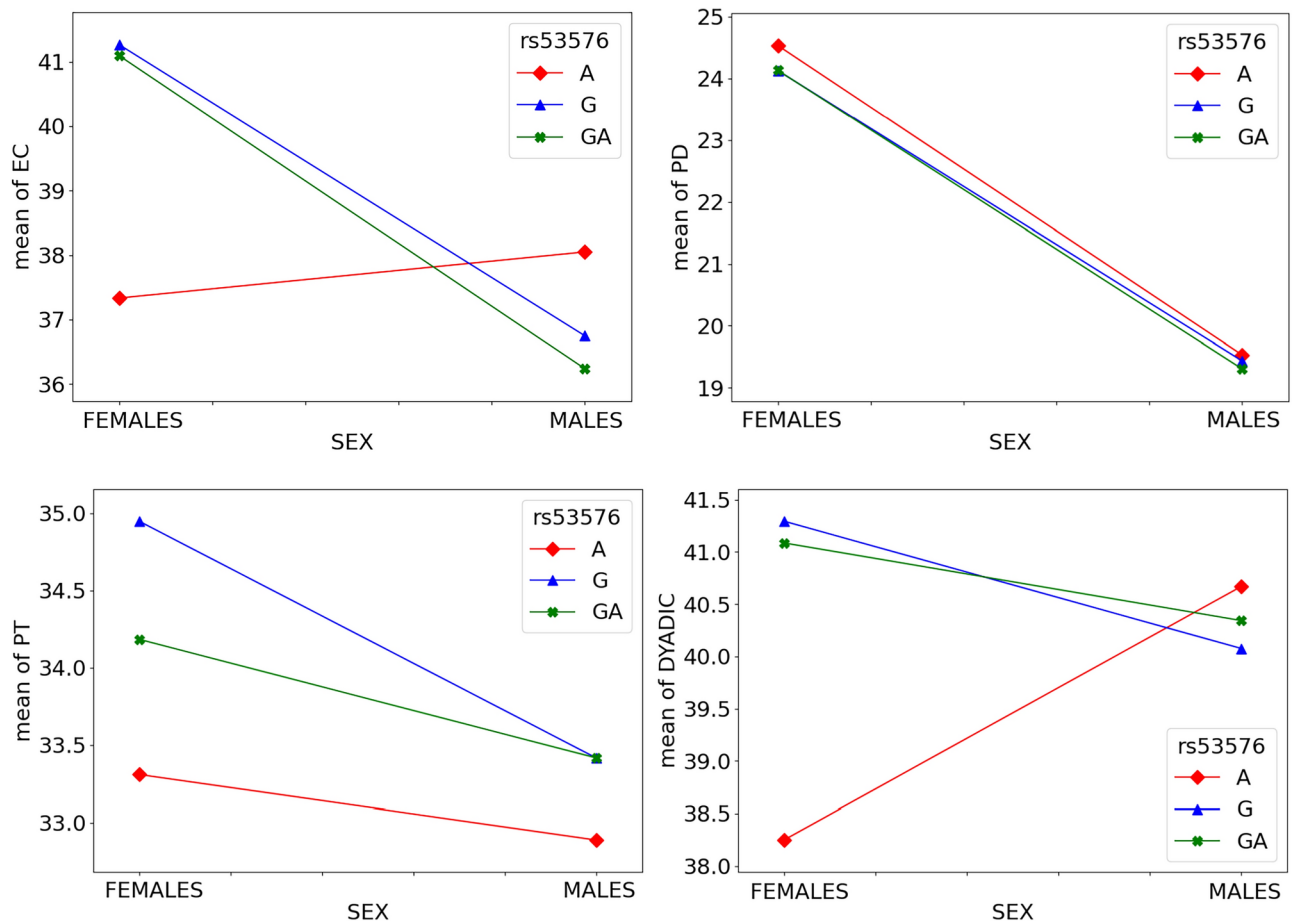 mean of EC
41
40
39
38
37
36
rs53576
A
G
GA
FEMALES
MALES
SEX
mean of PD
25
24
23
22
21
20
19
rs53576
A
G
GA
FEMALES
MALES
SEX
mean of PT
35.0
34.5
34.0
33.5
33.0
rs53576
A
G
GA
FEMALES
MALES
SEX
mean of DYADIC
41.5
41.0
40.5
40.0
39.5
39.0
38.5
38.0
rs53576
A
G
GA
FEMALES
MALES
SEX